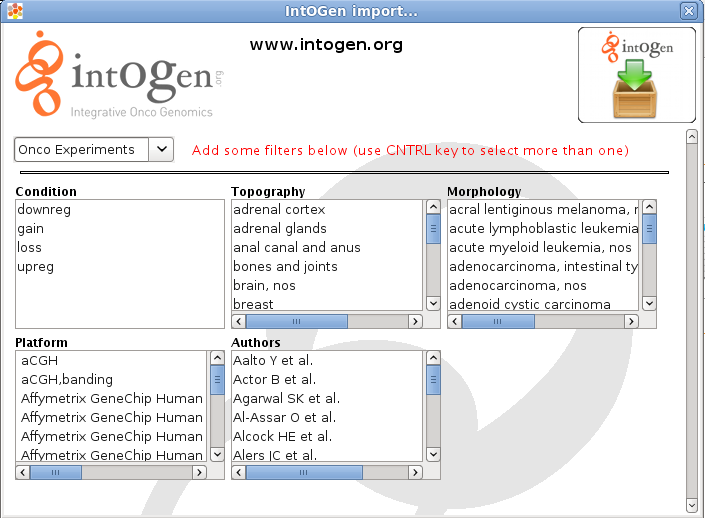 IntOGen import...
www.intogen.org
intOGen.org
Integrative Onco Genomics
intOGen
Onco Experiments
Add some filters below (use CNTRL key to select more than one)
Condition
downreg
gain
loss
upreg
Topography
adrenal cortex
adrenal glands
anal canal and anus
bones and joints
brain, nos
breast
Morphology
acral lentiginous melanoma, r
acute lymphoblastic leukemia
acute myeloid leukemia, nos
adenocarcinoma, intestinal ty
adenocarcinoma, nos
adenoid cystic carcinoma
Platform
aCGH
aCGH,banding
Affymetrix GeneChip Human
Affymetrix GeneChip Human
Affymetrix GeneChip Human
Affymetrix GeneChip Human
Authors
Aalto Y et al.
Actor B et al.
Agarwal SK et al.
Al-Assar O et al.
Alcock HE et al.
Alers JC et al.